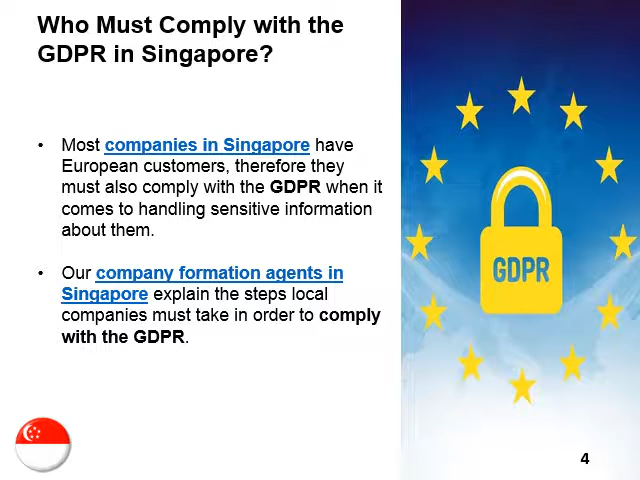 Who Must Comply with the
GDPR in Singapore?
• Most companies in Singapore have
European customers, therefore they
must also comply with the GDPR when it
comes to handling sensitive information
about them.
• Our company formation agents in
Singapore explain the steps local
companies must take in order to comply
with the GDPR.
GDPR
4